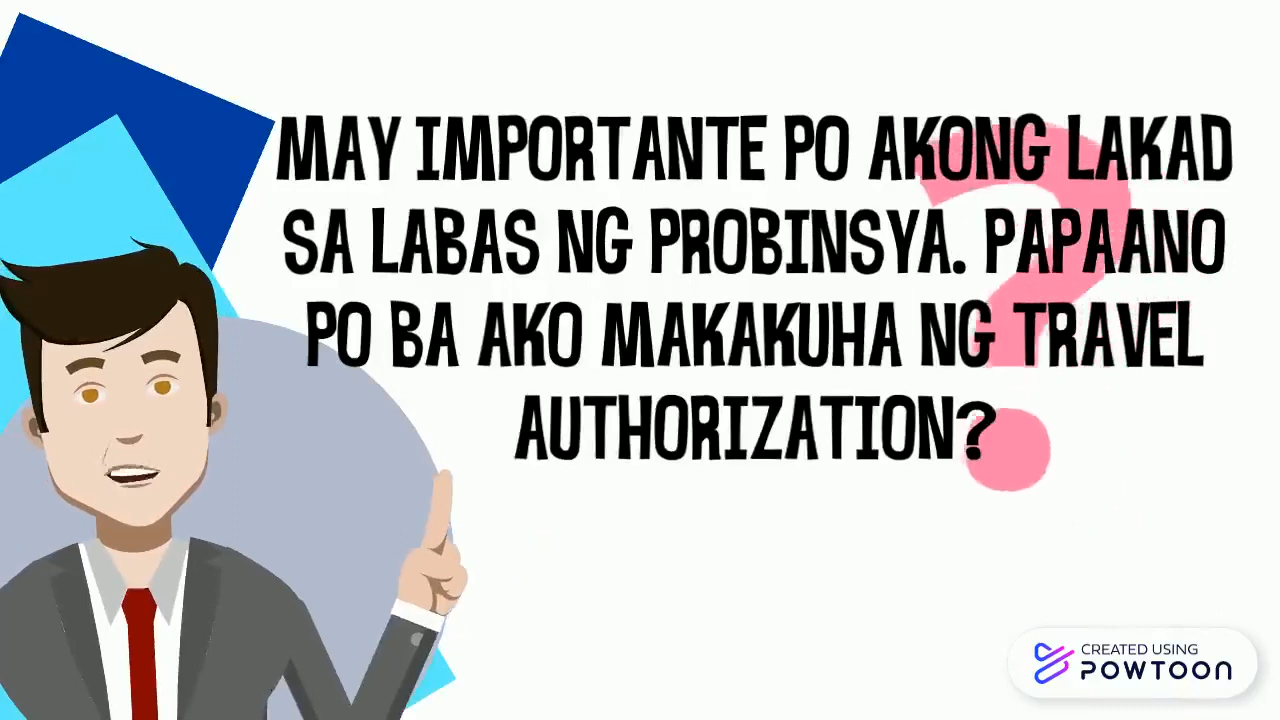 MAY IMPORTANTE PO AKONG LAKAD
SA LABAS NG PROBINSYA. PAPAANO
PO BA AKO MAKAKUHA NG TRAVEL
AUTHORIZATION?
CREATED USING
POWTOON